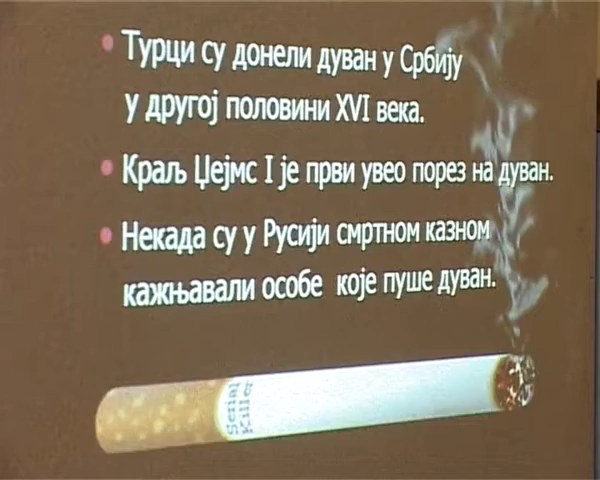 Турци су донели дуван у Србију
у другој половини XVI века.
Краљ Џејмс I је први увео порез на дуван.
Некада су у Русији смртном казном
кажњавали особе које пуше дуван.
Serial
Killer